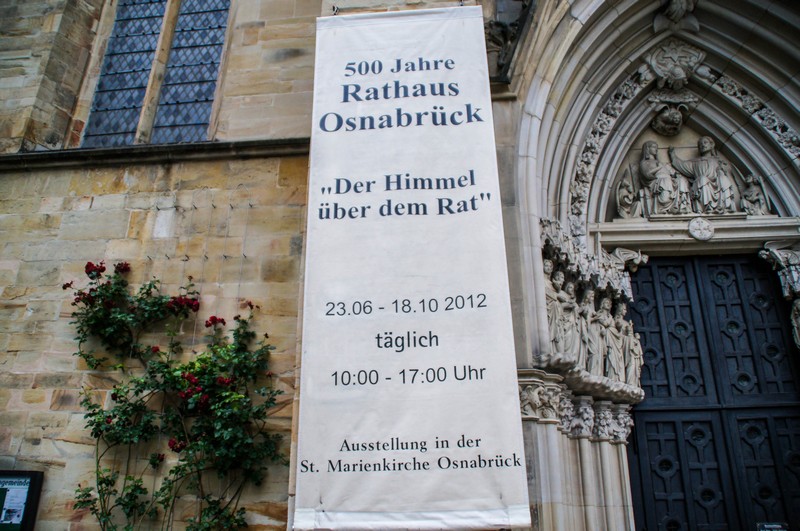 500 Jahre
Rathaus
Osnabrück
„Der Himmel
über dem Rat"
23.06 - 18.10 2012
täglich
10:00 - 17:00 Uhr
Ausstellung in der
St. Marienkirche Osnabrück